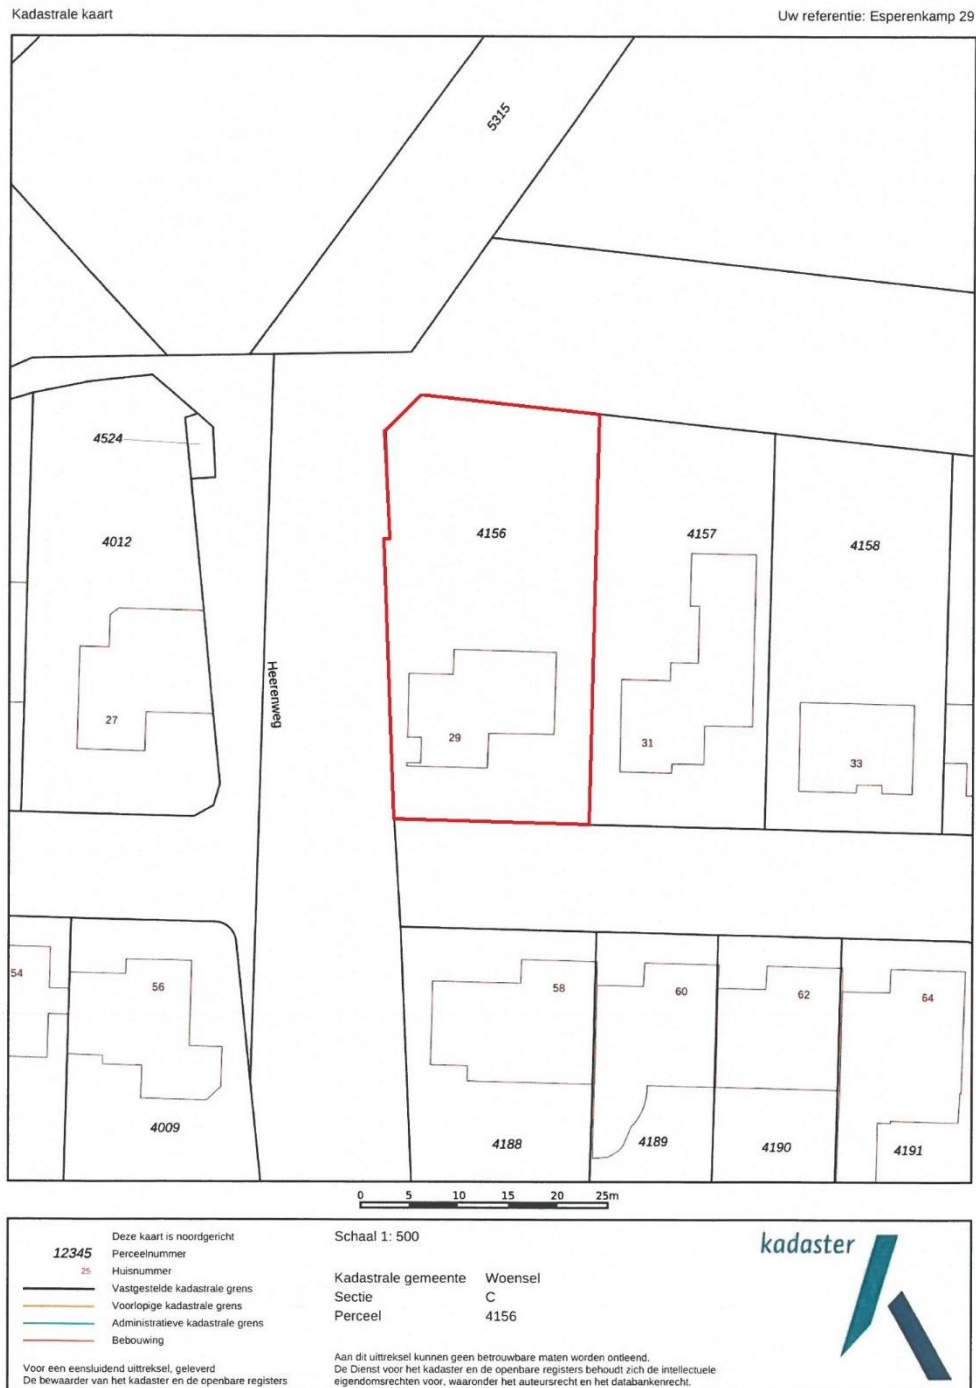 Kadastrale kaart
Uw referentie: Esperenkamp 29
5315
4524
4012
4156
4157
4158
Heerenweg
27
29
31
33
54
56
58
60
62
64
4009
4188
4189
4190
4191
0 5 10 15 20 25m
Deze kaart is noordgericht
12345 Perceelnummer
25 Huisnummer
Vastgestelde kadastrale grens
Voorlopige kadastrale grens
Administratieve kadastrale grens
Bebouwing
Voor een eensluidend uittreksel, geleverd
De bewaarder van het kadaster en de openbare registers
Schaal 1: 500
Kadastrale gemeente Woensel
Sectie C
Perceel 4156
Aan dit uittreksel kunnen geen betrouwbare maten worden ontleend.
De Dienst voor het kadaster en de openbare registers behoudt zich de intellectuele
eigendomsrechten voor, waaronder het auteursrecht en het databankenrecht.
kadaster